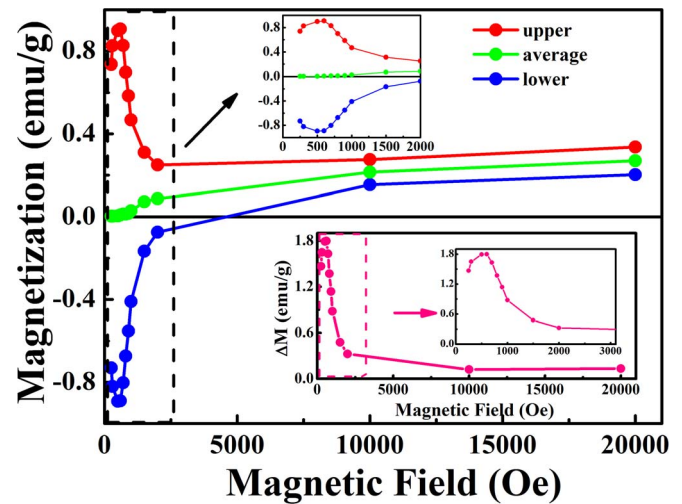 Magnetization (emu/g)
0.8
0.4
0.0
-0.4
-0.8
0 5000 10000 15000 20000
Magnetic Field (Oe)
upper
average
lower
0.8
0.4
0.0
-0.4
-0.8
0 500 1000 1500 2000
ΔM (emu/g)
1.8
1.2
0.6
0.0
0 5000 10000 15000 20000
Magnetic Field (Oe)
1.8
1.2
0.6
0.0
0 1000 2000 3000